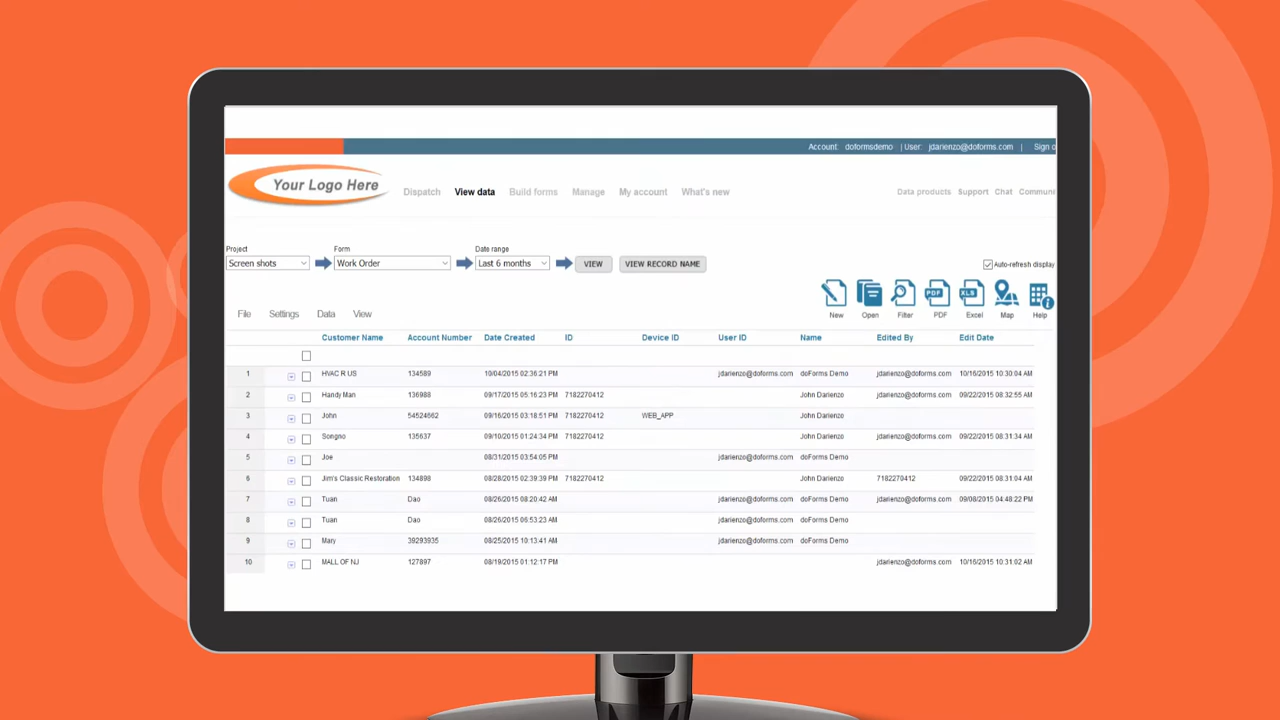 Account: doformsdemo | User: jdarienzo@doforms.com | Sign o
Your Logo Here
Dispatch View data Build forms Manage My account What's new Data products Support Chat Commun
Project Form Date range
Screen shots Work Order Last 6 months VIEW VIEW RECORD NAME Auto-refresh display
PDF XLS
New Open Filter PDF Excel Map Help
File Settings Data View
Customer Name Account Number Date Created ID Device ID User ID Name Edited By Edit Date
1 HVAC R US 134589 10/04/2015 02:36:21 PM jdarienzo@doforms.com doForms Demo jdarienzo@doforms.com 10/16/2015 10:30:04 AM
2 Handy Man 136988 09/17/2015 05:16:23 PM 7182270412 John Darienzo jdarienzo@doforms.com 09/22/2015 08:32:55 AM
3 John 54524662 09/16/2015 03:18:51 PM 7182270412 WEB_APP John Darienzo
4 Songno 135637 09/10/2015 01:24:34 PM 7182270412 John Darienzo jdarienzo@doforms.com 09/22/2015 08:31:34 AM
5 Joe 08/31/2015 03:54:05 PM jdarienzo@doforms.com doForms Demo
6 Jim's Classic Restoration 134898 08/28/2015 02:39:39 PM 7182270412 John Darienzo 7182270412 09/22/2015 08:31:04 AM
7 Tuan Dao 08/26/2015 08:20:42 AM jdarienzo@doforms.com doForms Demo jdarienzo@doforms.com 09/08/2015 04:48:22 PM
8 Tuan Dao 08/26/2015 06:53:23 AM jdarienzo@doforms.com doForms Demo
9 Mary 39293935 08/25/2015 10:13:41 AM jdarienzo@doforms.com doForms Demo
10 MALL OF NJ 127897 08/19/2015 01:12:17 PM jdarienzo@doforms.com 10/16/2015 10:31:02 AM